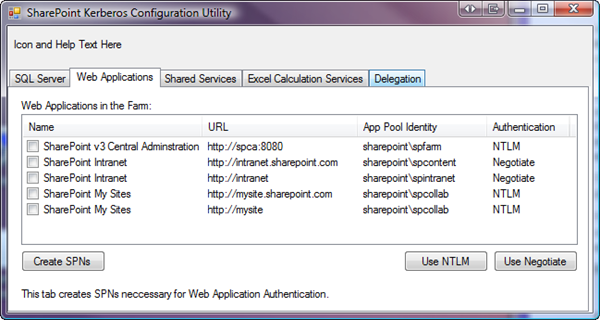 SharePoint Kerberos Configuration Utility
Icon and Help Text Here
SQL Server Web Applications Shared Services Excel Calculation Services Delegation
Web Applications in the Farm:
Name URL App Pool Identity Authentication
SharePoint v3 Central Adminstration http://spca:8080 sharepoint\spfarm NTLM
SharePoint Intranet http://intranet.sharepoint.com sharepoint\spcontent Negotiate
SharePoint Intranet http://intranet sharepoint\spintranet Negotiate
SharePoint My Sites http://mysite.sharepoint.com sharepoint\spcollab NTLM
SharePoint My Sites http://mysite sharepoint\spcollab NTLM
Create SPNs Use NTLM Use Negotiate
This tab creates SPNs neccessary for Web Application Authentication.